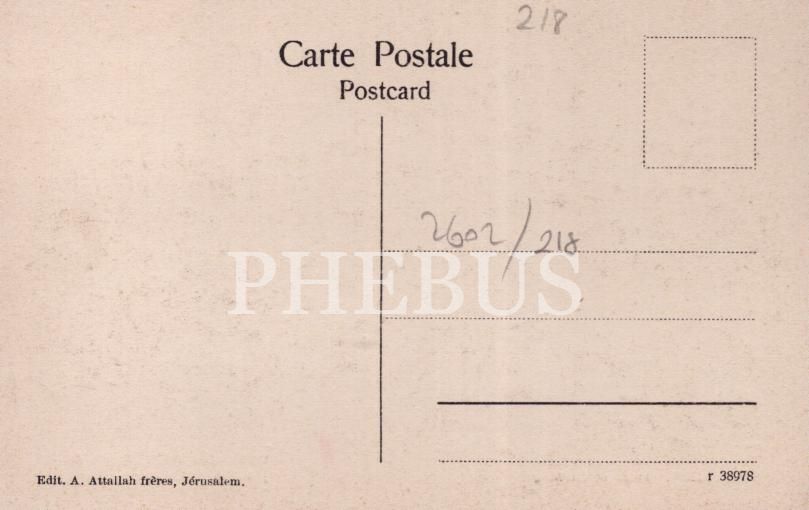 218
Carte Postale
Postcard
2602/218
PHEBUS
Edit. A. Attallah frères, Jérusalem.
r 38978